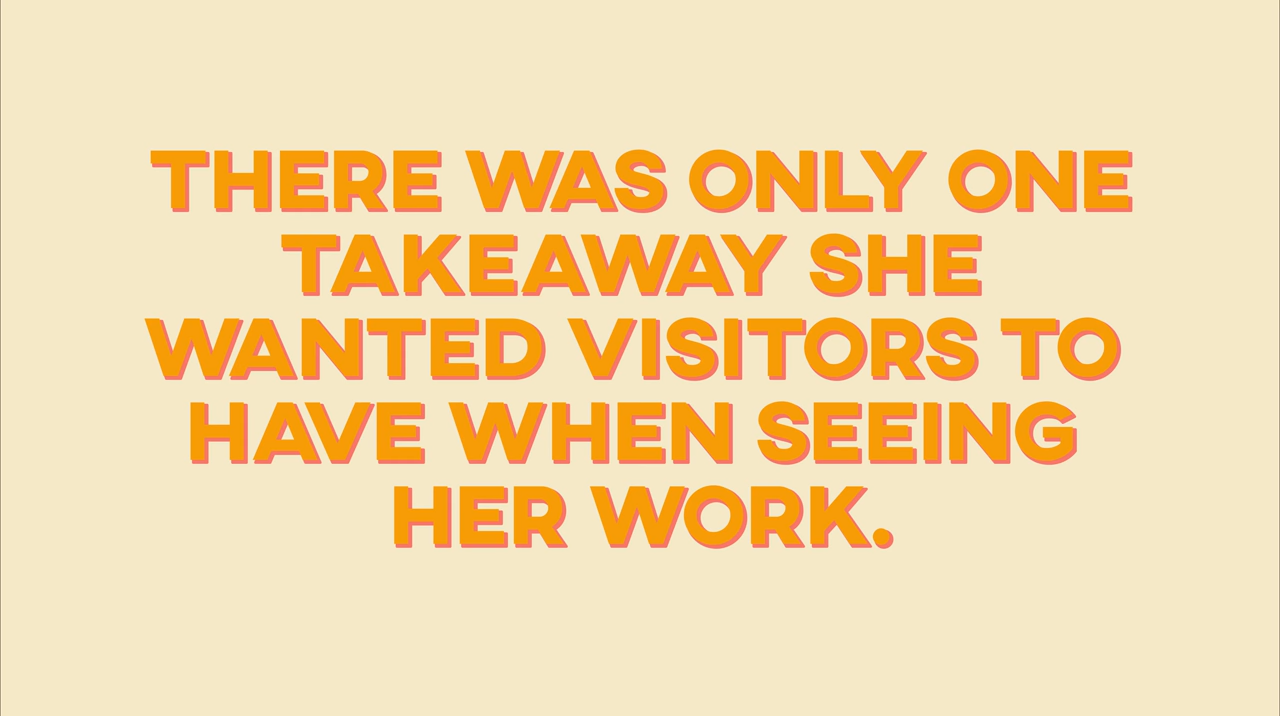 THERE WAS ONLY ONE
TAKEAWAY SHE
WANTED VISITORS TO
HAVE WHEN SEEING
HER WORK.